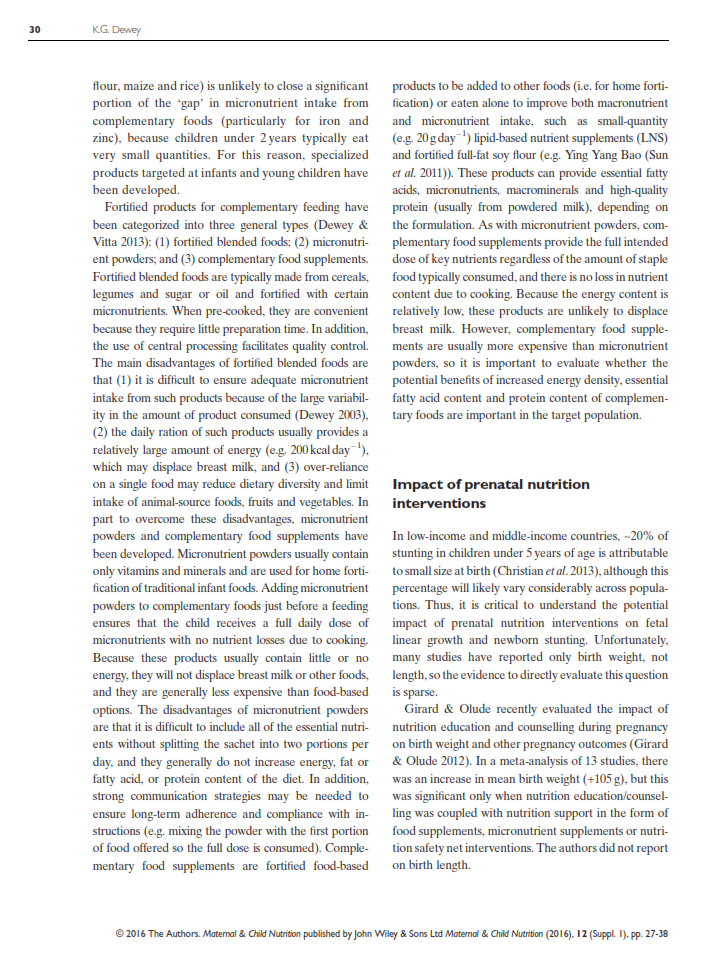 30
K.G. Dewey
flour, maize and rice) is unlikely to close a significant
portion of the ‘gap’ in micronutrient intake from
complementary foods (particularly for iron and
zinc), because children under 2 years typically eat
very small quantities. For this reason, specialized
products targeted at infants and young children have
been developed.
Fortified products for complementary feeding have
been categorized into three general types (Dewey &
Vitta 2013): (1) fortified blended foods; (2) micronutri-
ent powders; and (3) complementary food supplements.
Fortified blended foods are typically made from cereals,
legumes and sugar or oil and fortified with certain
micronutrients. When pre-cooked, they are convenient
because they require little preparation time. In addition,
the use of central processing facilitates quality control.
The main disadvantages of fortified blended foods are
that (1) it is difficult to ensure adequate micronutrient
intake from such products because of the large variabil-
ity in the amount of product consumed (Dewey 2003),
(2) the daily ration of such products usually provides a
relatively large amount of energy (e.g. 200 kcal day⁻¹),
which may displace breast milk, and (3) over-reliance
on a single food may reduce dietary diversity and limit
intake of animal-source foods, fruits and vegetables. In
part to overcome these disadvantages, micronutrient
powders and complementary food supplements have
been developed. Micronutrient powders usually contain
only vitamins and minerals and are used for home forti-
fication of traditional infant foods. Adding micronutrient
powders to complementary foods just before a feeding
ensures that the child receives a full daily dose of
micronutrients with no nutrient losses due to cooking.
Because these products usually contain little or no
energy, they will not displace breast milk or other foods,
and they are generally less expensive than food-based
options. The disadvantages of micronutrient powders
are that it is difficult to include all of the essential nutri-
ents without splitting the sachet into two portions per
day, and they generally do not increase energy, fat or
fatty acid, or protein content of the diet. In addition,
strong communication strategies may be needed to
ensure long-term adherence and compliance with in-
structions (e.g. mixing the powder with the first portion
of food offered so the full dose is consumed). Comple-
mentary food supplements are fortified food-based
products to be added to other foods (i.e. for home forti-
fication) or eaten alone to improve both macronutrient
and micronutrient intake, such as small-quantity
(e.g. 20 g day⁻¹) lipid-based nutrient supplements (LNS)
and fortified full-fat soy flour (e.g. Ying Yang Bao (Sun
et al. 2011)). These products can provide essential fatty
acids, micronutrients, macrominerals and high-quality
protein (usually from powdered milk), depending on
the formulation. As with micronutrient powders, com-
plementary food supplements provide the full intended
dose of key nutrients regardless of the amount of staple
food typically consumed, and there is no loss in nutrient
content due to cooking. Because the energy content is
relatively low, these products are unlikely to displace
breast milk. However, complementary food supple-
ments are usually more expensive than micronutrient
powders, so it is important to evaluate whether the
potential benefits of increased energy density, essential
fatty acid content and protein content of complemen-
tary foods are important in the target population.
Impact of prenatal nutrition
interventions
In low-income and middle-income countries, ~20% of
stunting in children under 5 years of age is attributable
to small size at birth (Christian et al. 2013), although this
percentage will likely vary considerably across popula-
tions. Thus, it is critical to understand the potential
impact of prenatal nutrition interventions on fetal
linear growth and newborn stunting. Unfortunately,
many studies have reported only birth weight, not
length, so the evidence to directly evaluate this question
is sparse.
Girard & Olude recently evaluated the impact of
nutrition education and counselling during pregnancy
on birth weight and other pregnancy outcomes (Girard
& Olude 2012). In a meta-analysis of 13 studies, there
was an increase in mean birth weight (+105 g), but this
was significant only when nutrition education/counsel-
ling was coupled with nutrition support in the form of
food supplements, micronutrient supplements or nutri-
tion safety net interventions. The authors did not report
on birth length.
© 2016 The Authors. Maternal & Child Nutrition published by John Wiley & Sons Ltd Maternal & Child Nutrition (2016), 12 (Suppl. 1), pp. 27-38